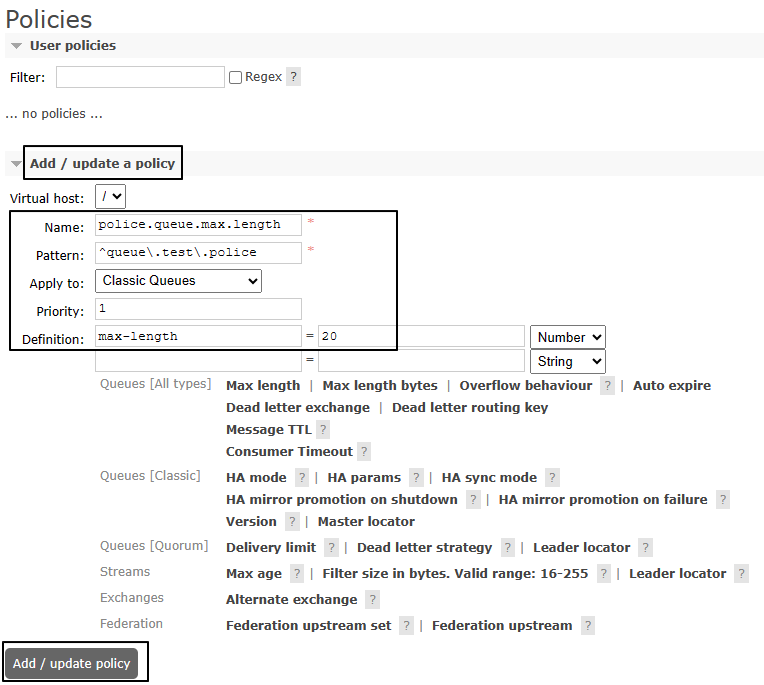 Policies
User policies
Filter: Regex ?
... no policies ...
Add / update a policy
Virtual host: /
Name: police.queue.max.length *
Pattern: ^queue\.test\.police *
Apply to: Classic Queues
Priority: 1
Definition: max-length = 20 Number
= String
Queues [All types] Max length | Max length bytes | Overflow behaviour ? | Auto expire
Dead letter exchange | Dead letter routing key
Message TTL ?
Consumer Timeout ?
Queues [Classic] HA mode ? | HA params ? | HA sync mode ?
HA mirror promotion on shutdown ? | HA mirror promotion on failure ?
Version ? | Master locator
Queues [Quorum] Delivery limit ? | Dead letter strategy ? | Leader locator ?
Streams Max age ? | Filter size in bytes. Valid range: 16-255 ? | Leader locator ?
Exchanges Alternate exchange ?
Federation Federation upstream set ? | Federation upstream ?
Add / update policy